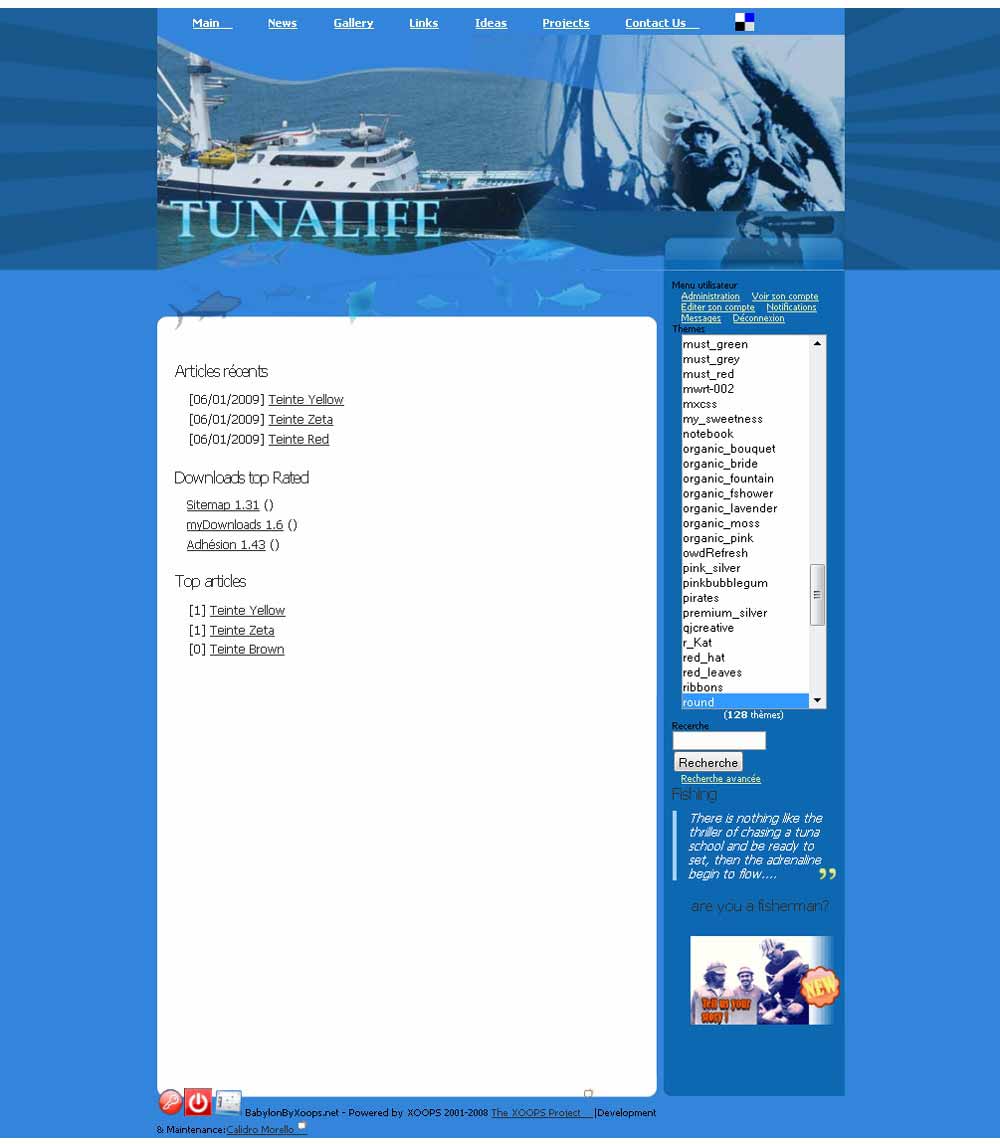 Main
News
Gallery
Links
Ideas
Projects
Contact Us
TUNALIFE
Articles récents
[06/01/2009] Teinte Yellow
[06/01/2009] Teinte Zeta
[06/01/2009] Teinte Red
Downloads top Rated
Sitemap 1.31 ()
myDownloads 1.6 ()
Adhésion 1.43 ()
Top articles
[1] Teinte Yellow
[1] Teinte Zeta
[0] Teinte Brown
Menu utilisateur
Administration Voir son compte
Editer son compte Notifications
Messages Déconnexion
Thèmes
must_green
must_grey
must_red
mwrt-002
mxcss
my_sweetness
notebook
organic_bouquet
organic_bride
organic_fountain
organic_fshower
organic_lavender
organic_moss
organic_pink
owdRefresh
pink_silver
pinkbubblegum
pirates
premium_silver
qjcreative
r_Kat
red_hat
red_leaves
ribbons
round
(128 thèmes)
Recerche
Recherche
Recherche avancée
Fishing
There is nothing like the
thriller of chasing a tuna
school and be ready to
set, then the adrenaline
begin to flow....
are you a fisherman?
Tell us your
story !
NEW
BabylonByXoops.net - Powered by XOOPS 2001-2008 The XOOPS Project |Development
& Maintenance:Calidro Morello